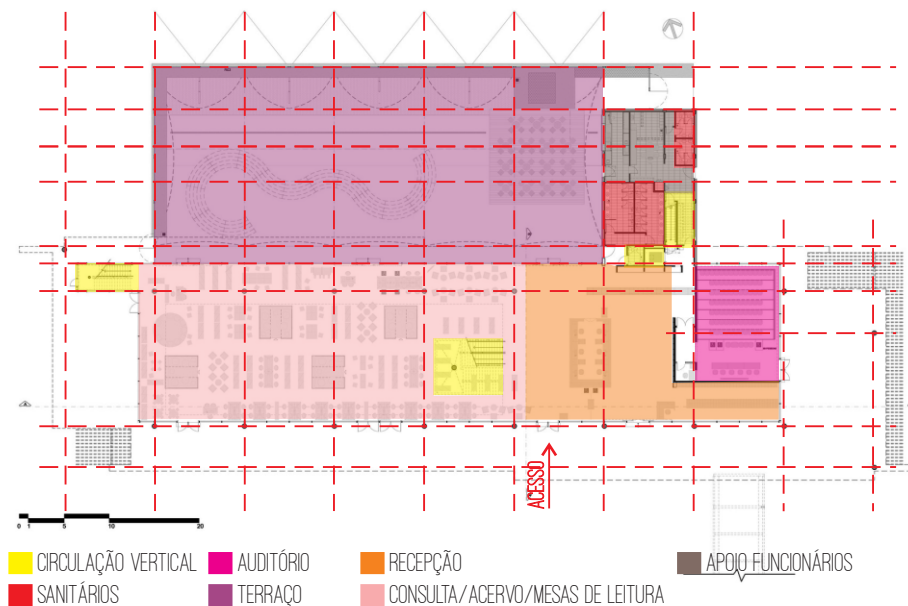 ACESSO
0 1 5 10 20
CIRCULAÇÃO VERTICAL AUDITÓRIO RECEPÇÃO APOIO FUNCIONÁRIOS
SANITÁRIOS TERRAÇO CONSULTA/ACERVO/MESAS DE LEITURA